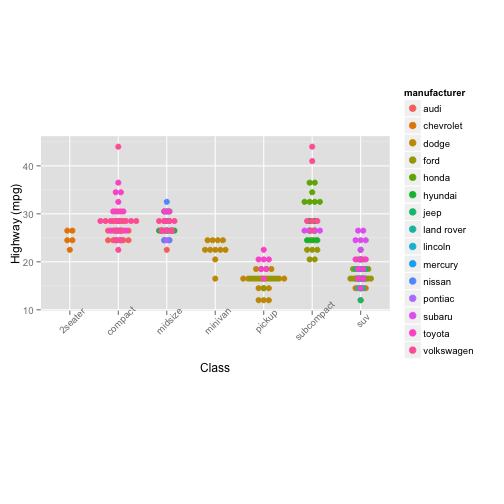 manufacturer
audi
chevrolet
dodge
ford
honda
hyundai
jeep
land rover
lincoln
mercury
nissan
pontiac
subaru
toyota
volkswagen
Highway (mpg)
40
30
20
10
2seater
compact
midsize
minivan
pickup
subcompact
suv
Class